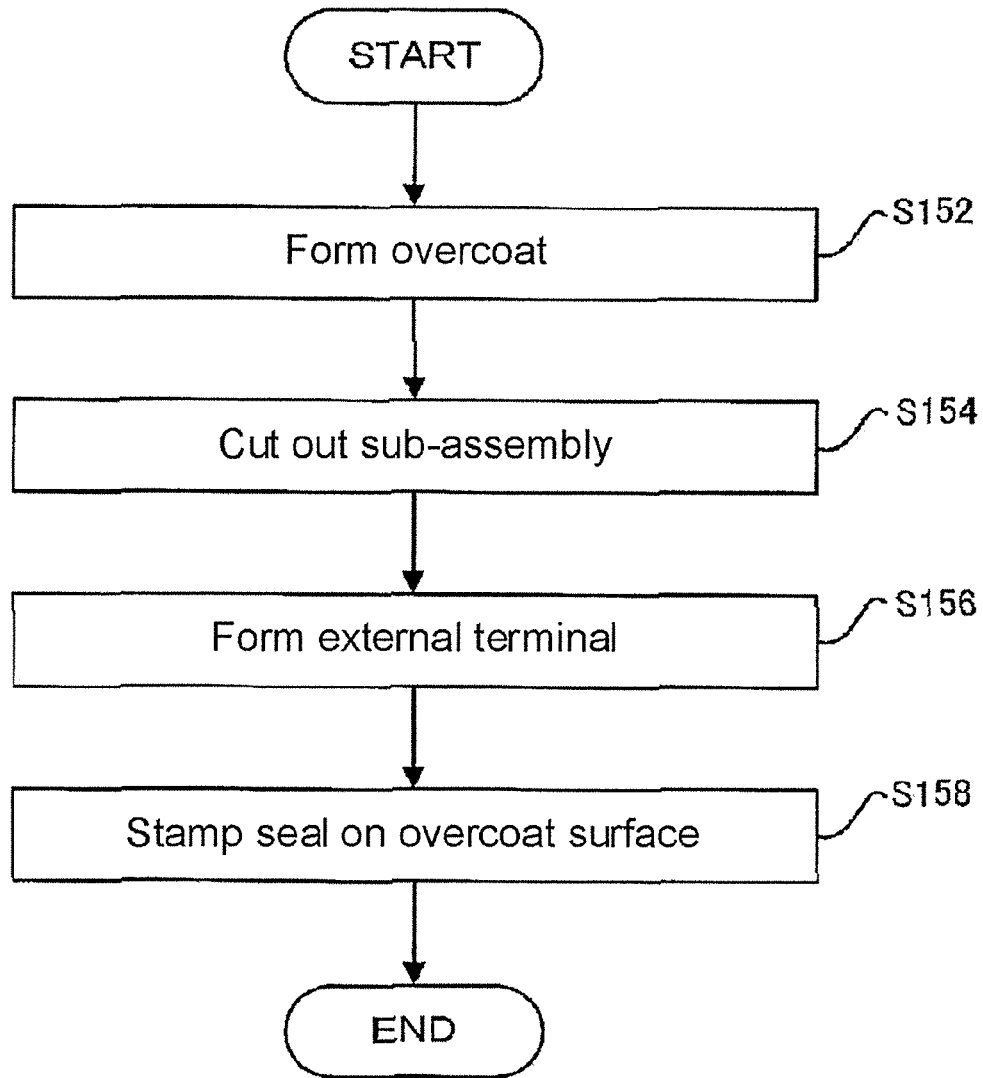 START
Form overcoat
S152
Cut out sub-assembly
S154
Form external terminal
S156
Stamp seal on overcoat surface
S158
END